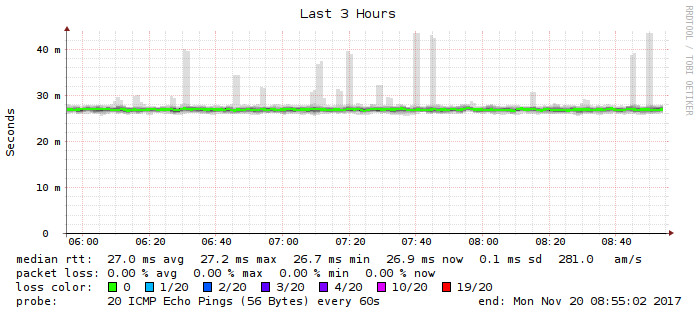 Last 3 Hours
RRDTOOL / TOBI OETIKER
Seconds
40 m
30 m
20 m
10 m
0
06:00 06:20 06:40 07:00 07:20 07:40 08:00 08:20 08:40
median rtt: 27.0 ms avg 27.2 ms max 26.7 ms min 26.9 ms now 0.1 ms sd 281.0 am/s
packet loss: 0.00 % avg 0.00 % max 0.00 % min 0.00 % now
loss color: 0 1/20 2/20 3/20 4/20 10/20 19/20
probe: 20 ICMP Echo Pings (56 Bytes) every 60s end: Mon Nov 20 08:55:02 2017